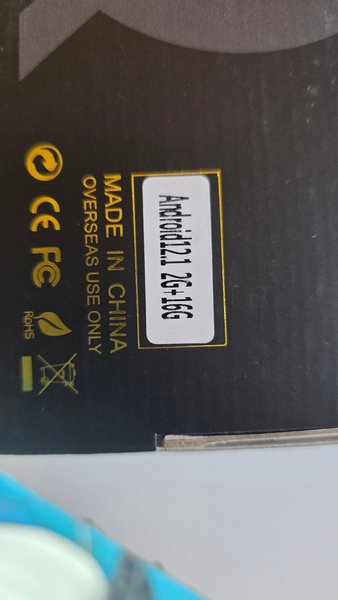 Android12.1 2G+16G
MADE IN CHINA
OVERSEAS USE ONLY
CE FC
RoHS